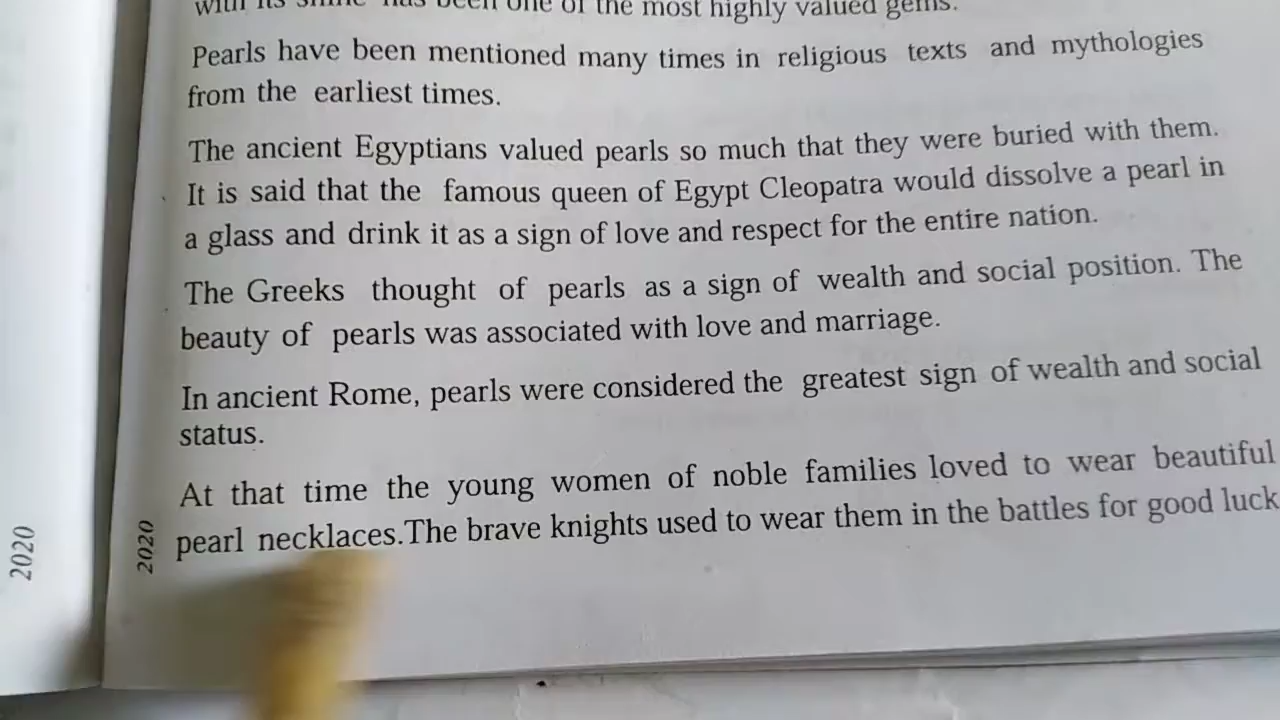 with its shine has been one of the most highly valued gems.
Pearls have been mentioned many times in religious texts and mythologies
from the earliest times.
The ancient Egyptians valued pearls so much that they were buried with them.
It is said that the famous queen of Egypt Cleopatra would dissolve a pearl in
a glass and drink it as a sign of love and respect for the entire nation.
The Greeks thought of pearls as a sign of wealth and social position. The
beauty of pearls was associated with love and marriage.
In ancient Rome, pearls were considered the greatest sign of wealth and social
status.
At that time the young women of noble families loved to wear beautiful
pearl necklaces.The brave knights used to wear them in the battles for good luck
2020
2020